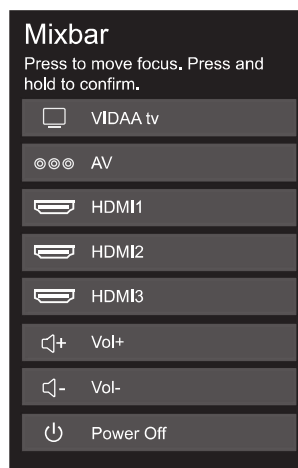 Mixbar
Press to move focus. Press and
hold to confirm.
VIDAA tv
AV
HDMI1
HDMI2
HDMI3
Vol+
Vol-
Power Off